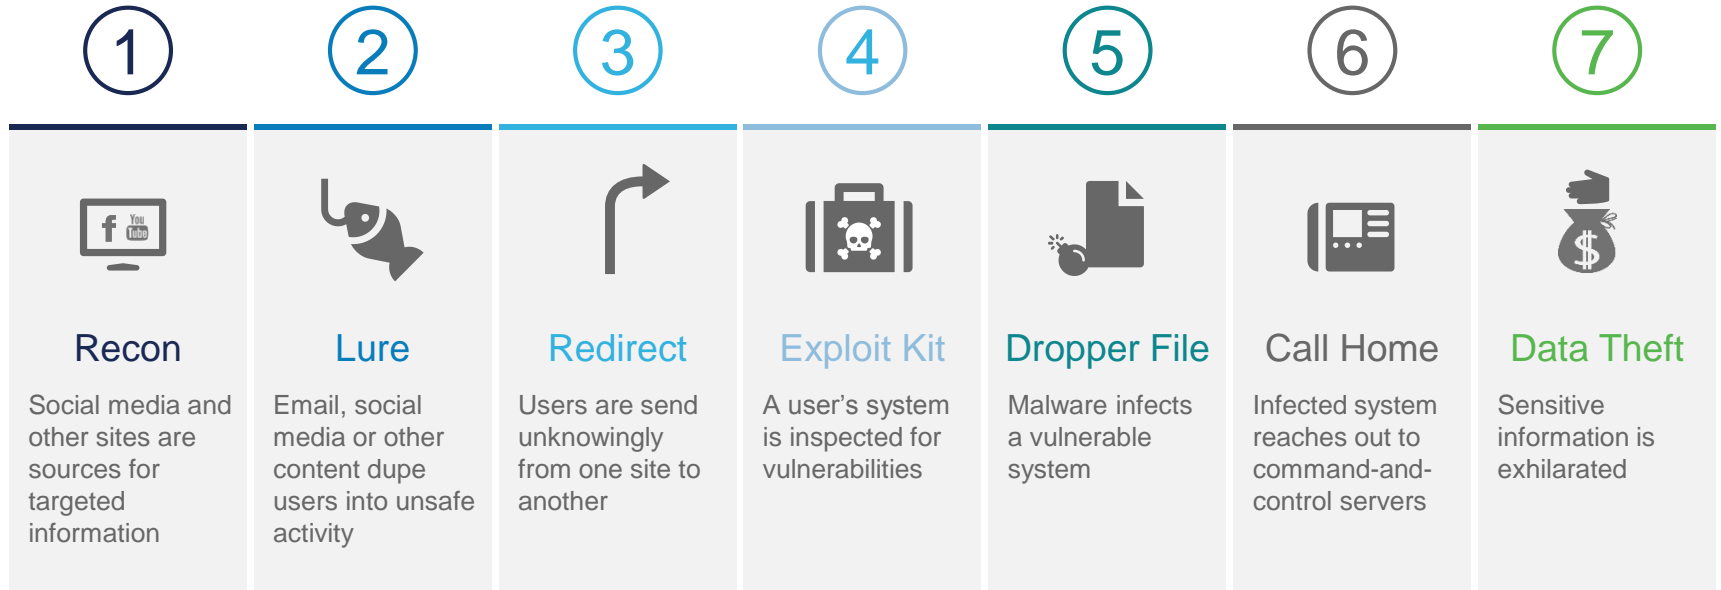 1
2
3
4
5
6
7
f You
Tube
$
Recon
Social media and
other sites are
sources for
targeted
information
Lure
Email, social
media or other
content dupe
users into unsafe
activity
Redirect
Users are send
unknowingly
from one site to
another
Exploit Kit
A user's system
is inspected for
vulnerabilities
Dropper File
Malware infects
a vulnerable
system
Call Home
Infected system
reaches out to
command-and-
control servers
Data Theft
Sensitive
information is
exhilarated